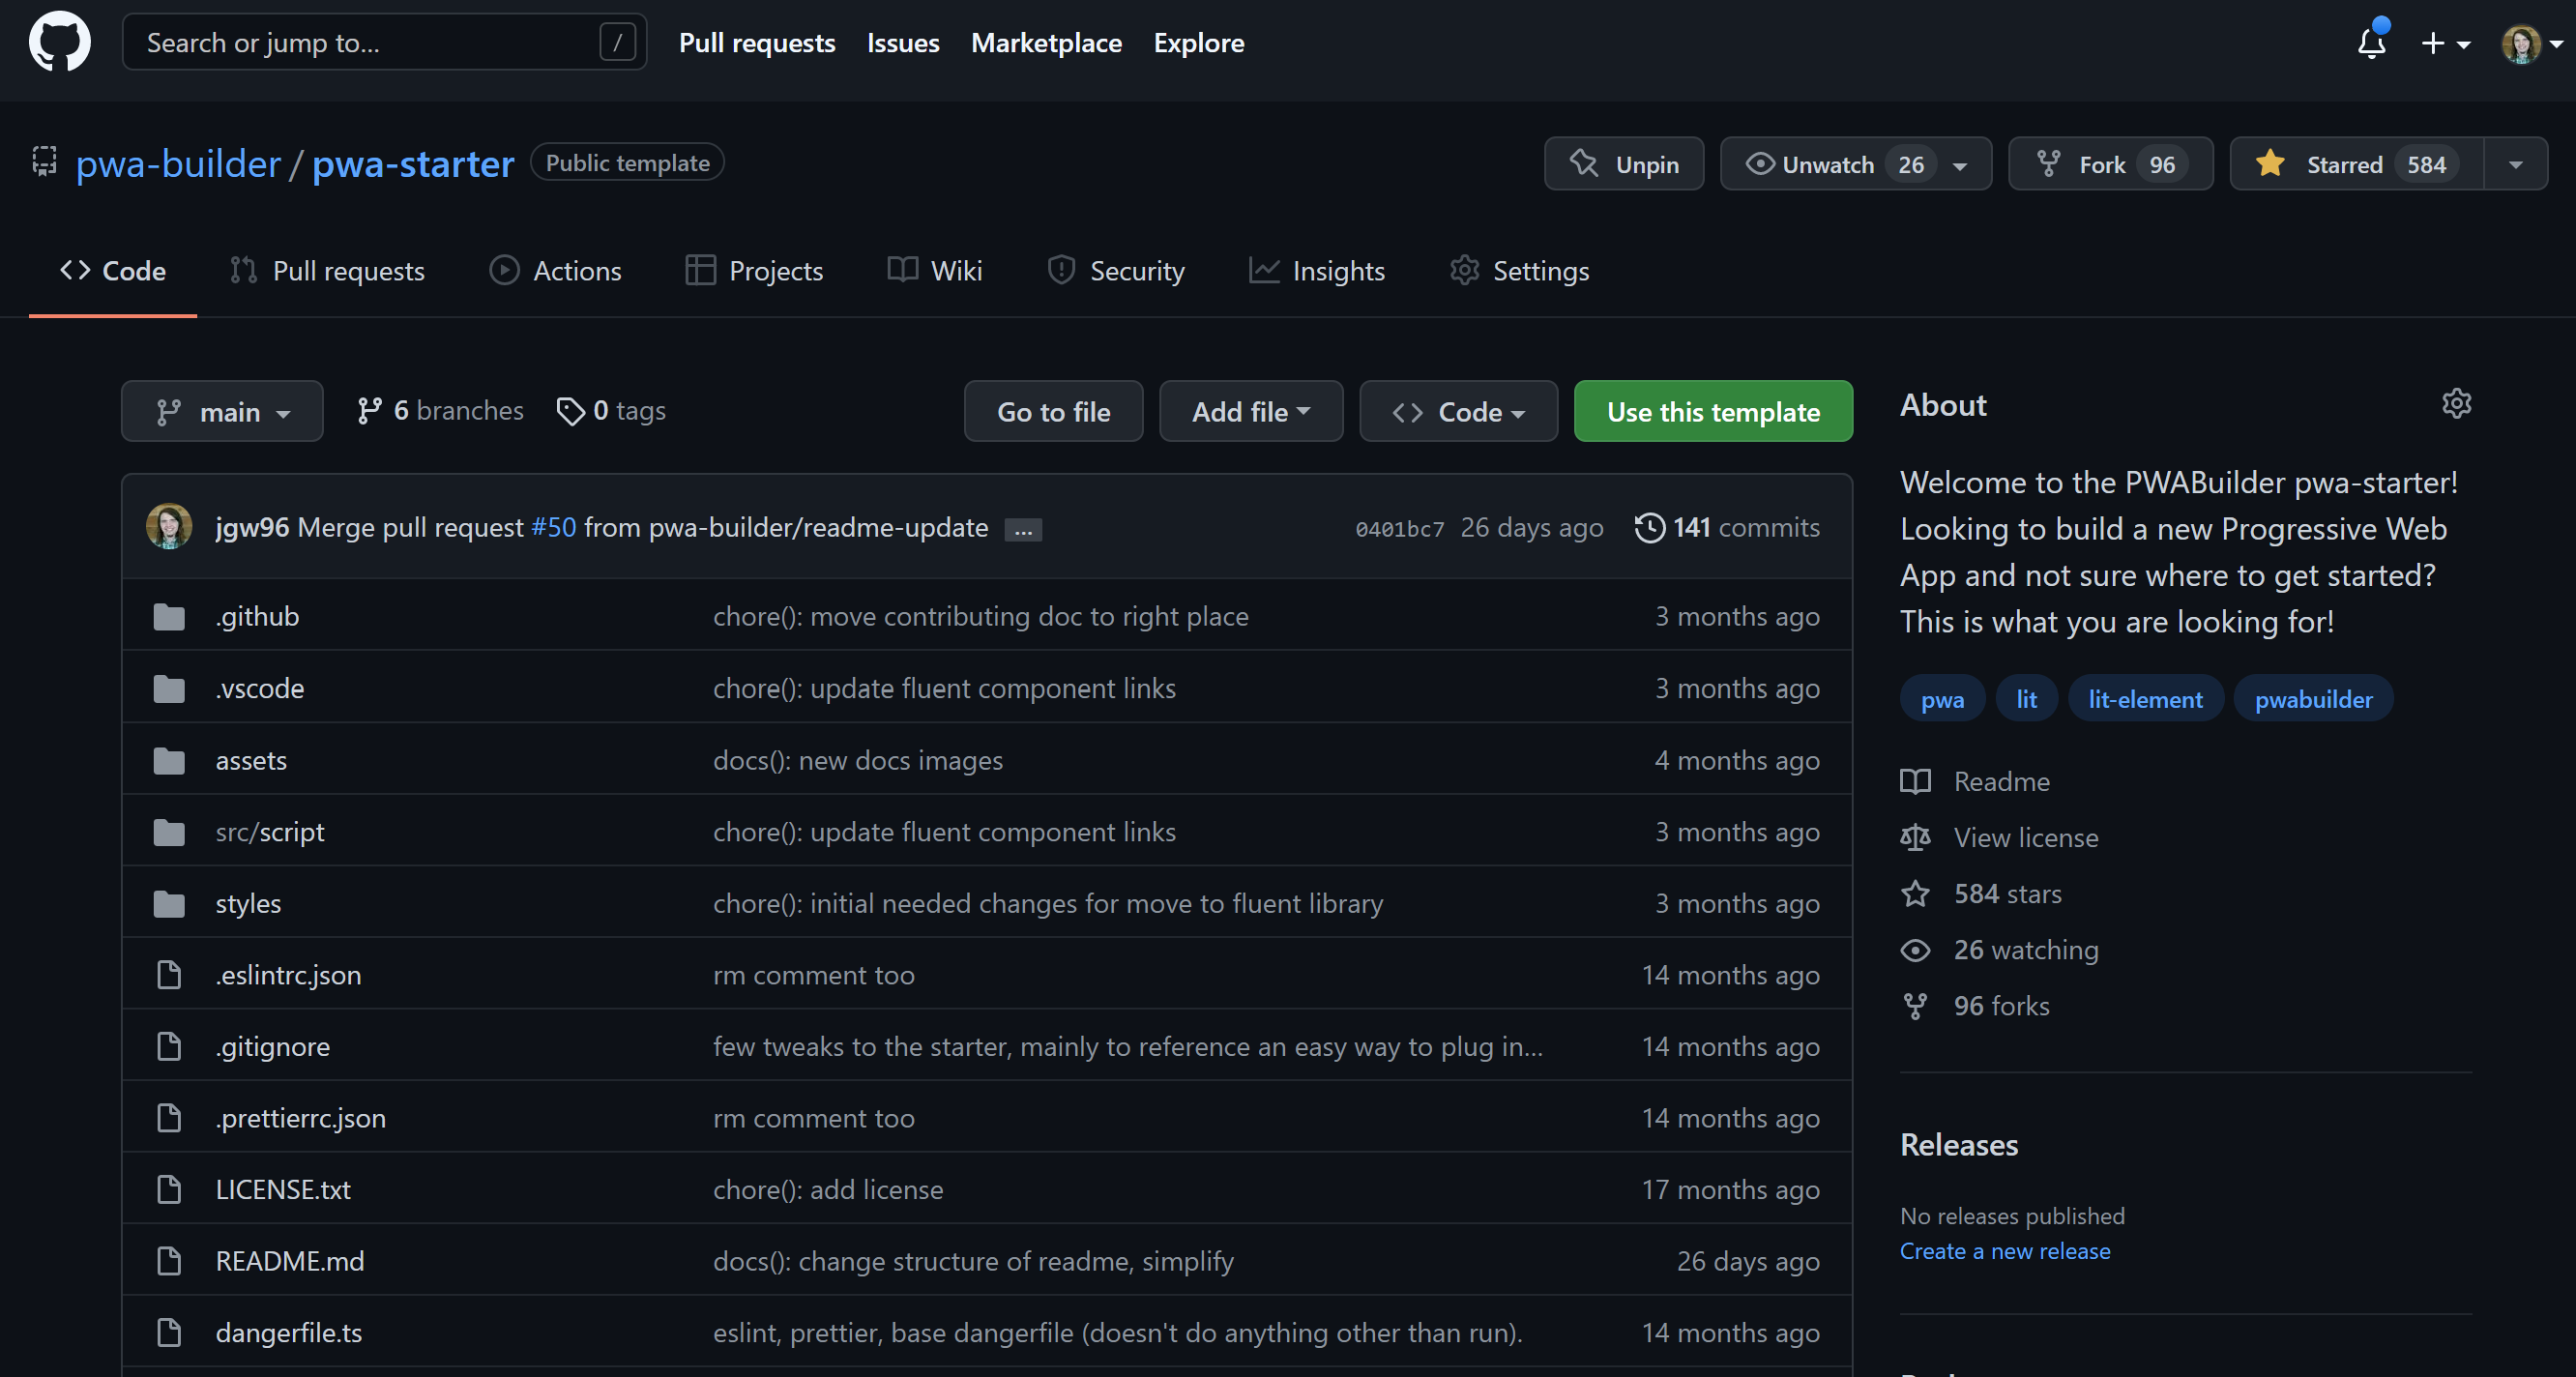 Search or jump to... /
Pull requests Issues Marketplace Explore
pwa-builder / pwa-starter Public template
Unpin Unwatch 26 Fork 96 Starred 584
Code Pull requests Actions Projects Wiki Security Insights Settings
main 6 branches 0 tags Go to file Add file Code Use this template
jgw96 Merge pull request #50 from pwa-builder/readme-update ... 0401bc7 26 days ago 141 commits
.github chore(): move contributing doc to right place 3 months ago
.vscode chore(): update fluent component links 3 months ago
assets docs(): new docs images 4 months ago
src/script chore(): update fluent component links 3 months ago
styles chore(): initial needed changes for move to fluent library 3 months ago
.eslintrc.json rm comment too 14 months ago
.gitignore few tweaks to the starter, mainly to reference an easy way to plug in... 14 months ago
.prettierrc.json rm comment too 14 months ago
LICENSE.txt chore(): add license 17 months ago
README.md docs(): change structure of readme, simplify 26 days ago
dangerfile.ts eslint, prettier, base dangerfile (doesn't do anything other than run). 14 months ago
About
Welcome to the PWABuilder pwa-starter!
Looking to build a new Progressive Web
App and not sure where to get started?
This is what you are looking for!
pwa lit lit-element pwabuilder
Readme
View license
584 stars
26 watching
96 forks
Releases
No releases published
Create a new release